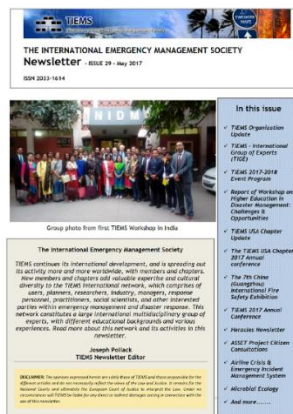 TIEMS
THE INTERNATIONAL EMERGENCY MANAGEMENT SOCIETY
Newsletter - ISSUE 29 - May 2017
ISSN 2033-1614
NIDM
Group photo from first TIEMS Workshop in India
The International Emergency Management Society
TIEMS continues its international development, and is spreading out
its activity more and more worldwide, with members and chapters.
New members and chapters add valuable expertise and cultural
diversity to the TIEMS international network, which comprises of
users, planners, researchers, industry, managers, response
personnel, practitioners, social scientists, and other interested
parties within emergency management and disaster response. This
network constitutes a large international multidisciplinary group of
experts, with different educational backgrounds and various
experiences. Read more about this network and its activities in this
newsletter.
Joseph Pollack
TIEMS Newsletter Editor
In this issue
✓ TIEMS Organization
Update
✓ TIEMS - International
Group of Experts
(TIGE)
✓ TIEMS 2017-2018
Event Program
✓ Report of Workshop on
Higher Education in
Disaster Management:
Challenges &
Opportunities
✓ TIEMS USA Chapter
Update
✓ The TIEMS USA Chapter
2017 Annual
Conference
✓ The 7th China
(Guangzhou)
International Fire
Safety Exhibition
✓ TIEMS 2017 Annual
Conference
✓ Heracles Newsletter
✓ ASSET Project Citizen
Consultations
✓ Airline Crisis &
Emergency Incident
Management System
✓ Microbial Ecology
✓ And more......